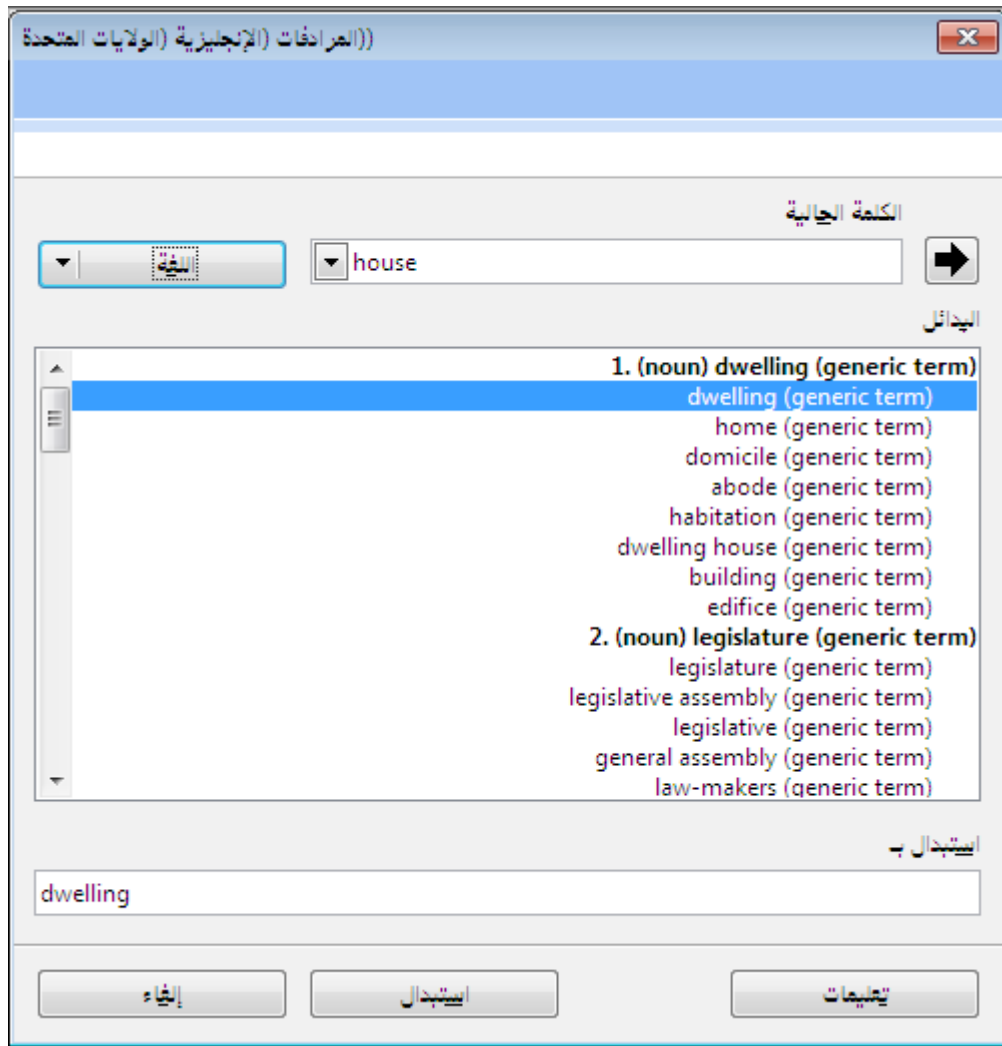 ((المرادفات (الإنجليزية (الولايات المتحدة
الكلمة الحالية
house
اللغة
البدائل
1. (noun) dwelling (generic term)
dwelling (generic term)
home (generic term)
domicile (generic term)
abode (generic term)
habitation (generic term)
dwelling house (generic term)
building (generic term)
edifice (generic term)
2. (noun) legislature (generic term)
legislature (generic term)
legislative assembly (generic term)
legislative (generic term)
general assembly (generic term)
law-makers (generic term)
استبدال بـ
dwelling
تعليمات
استبدال
إلغاء